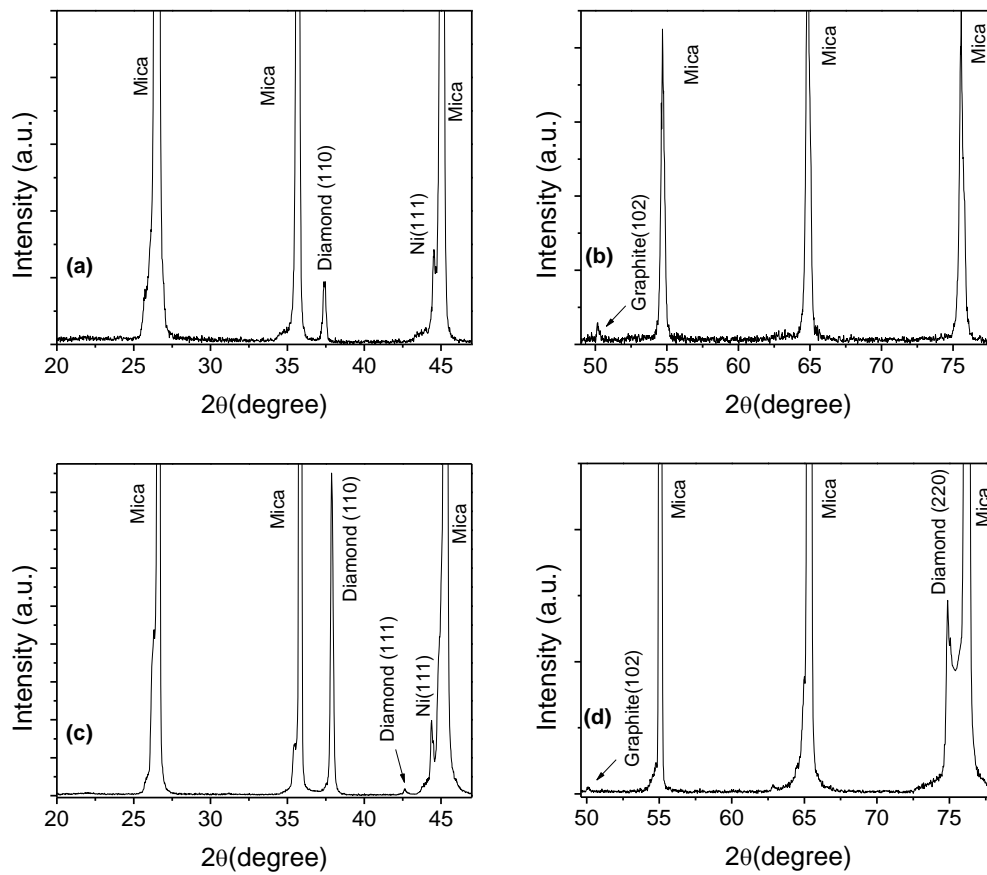 Intensity (a.u.)
(a)
Mica
Mica
Diamond (110)
Ni(111)
Mica
20 25 30 35 40 45
2θ(degree)
Intensity (a.u.)
(b)
Graphite(102)
Mica
Mica
Mica
50 55 60 65 70 75
2θ(degree)
Intensity (a.u.)
(c)
Mica
Mica
Diamond (110)
Diamond (111)
Ni(111)
Mica
20 25 30 35 40 45
2θ(degree)
Intensity (a.u.)
(d)
Graphite(102)
Mica
Mica
Diamond (220)
Mica
50 55 60 65 70 75
2θ(degree)